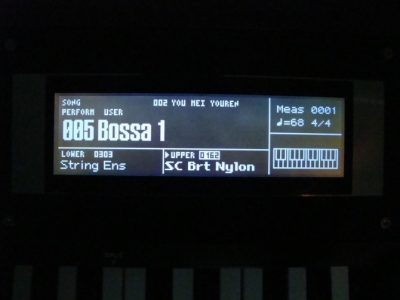 SONG 002 YOU MEI YOUREN
PERFORM USER
005 Bossa 1
Meas 0001
♩=68 4/4
LOWER 0303
String Ens
▶UPPER 0162
SC Brt Nylon